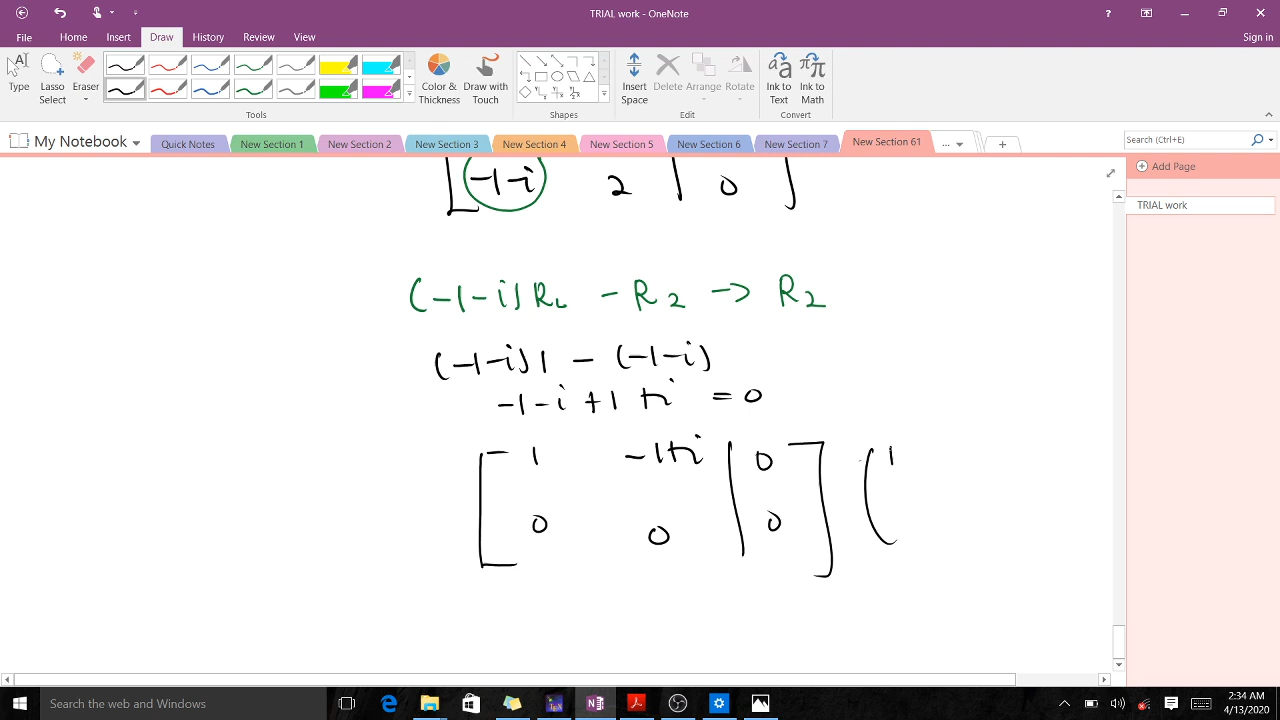 TRIAL work - OneNote
?
File Home Insert Draw History Review View
Sign in
Type
Lasso Select
Eraser
Color & Thickness
Draw with Touch
Insert Space
Delete
Arrange
Rotate
Ink to Text
Ink to Math
Tools
Shapes
Edit
Convert
My Notebook Quick Notes New Section 1 New Section 2 New Section 3 New Section 4 New Section 5 New Section 6 New Section 7 New Section 61 ... +
Search (Ctrl+E)
Add Page
TRIAL work
[ -1-i 2 | 0 ]
(-1-i) R1 - R2 -> R2
(-1-i) 1 - (-1-i)
-1-i +1 +i = 0
[ 1 -1+i | 0 ] ( 1
0 0 0
Search the web and Windows
2:34 AM
4/13/2020